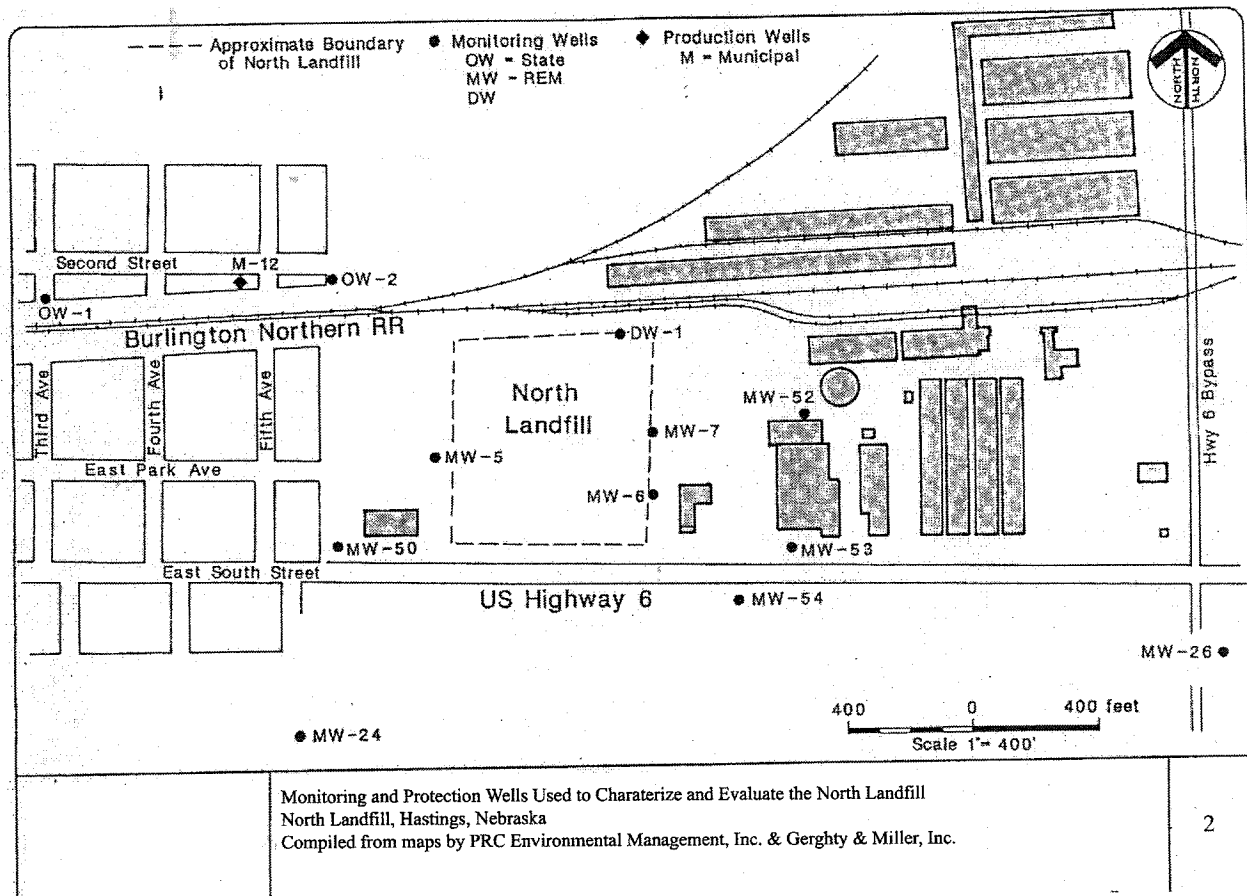 Approximate Boundary
of North Landfill
Monitoring Wells
OW - State
MW - REM
DW
Production Wells
M - Municipal
NORTH
NORTH
Second Street
M-12
OW-2
OW-1
Burlington Northern RR
DW-1
Third Ave
Fourth Ave
Fifth Ave
North
Landfill
MW-52
MW-7
Hwy 6 Bypass
East Park Ave
MW-5
MW-6
MW-50
MW-53
East South Street
US Highway 6
MW-54
MW-26
400
0
400 feet
Scale 1"= 400'
MW-24
Monitoring and Protection Wells Used to Charaterize and Evaluate the North Landfill
North Landfill, Hastings, Nebraska
Compiled from maps by PRC Environmental Management, Inc. & Gerghty & Miller, Inc.
2